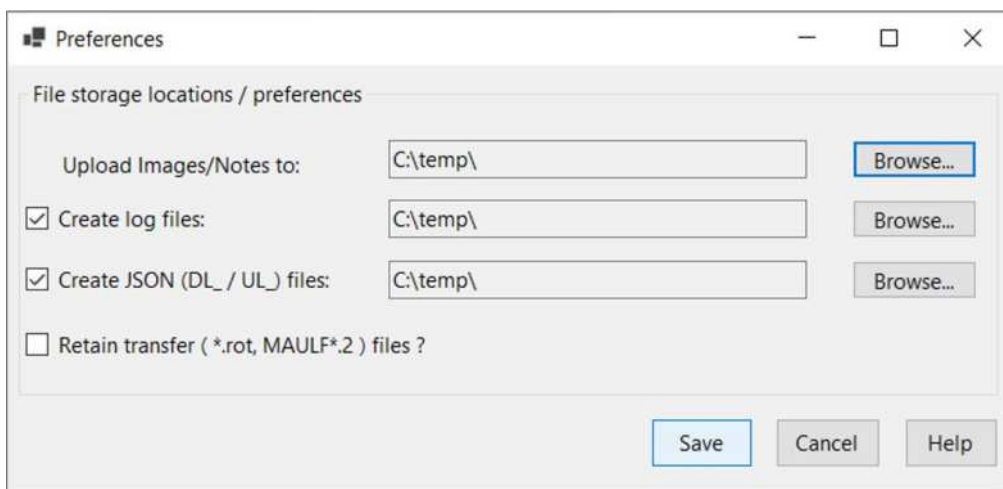 Preferences
File storage locations / preferences
Upload Images/Notes to: C:\temp\ Browse...
Create log files: C:\temp\ Browse...
Create JSON (DL_ / UL_) files: C:\temp\ Browse...
Retain transfer ( *.rot, MAULF*.2 ) files ?
Save Cancel Help